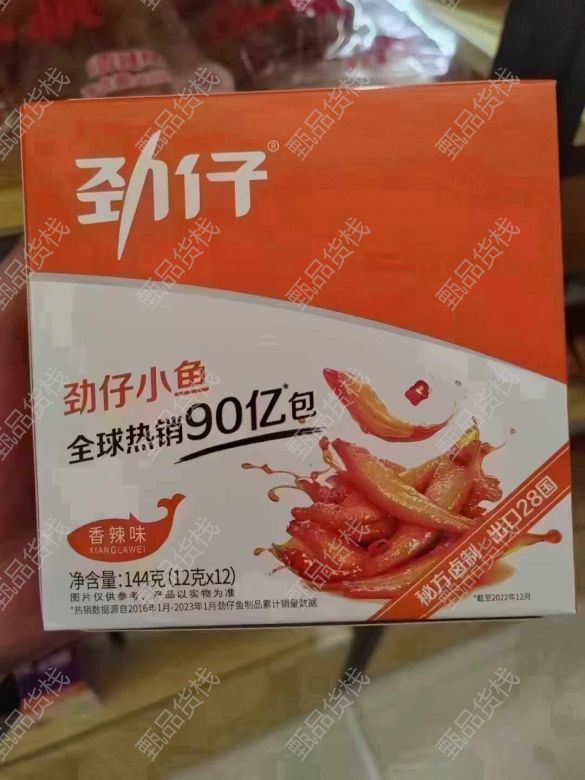 劲仔®
劲仔小鱼
全球热销90亿包*
香辣味
XIANGLAWEI
净含量：144克(12克x12)
图片仅供参考，产品以实物为准
*热销数据源自2016年1月-2023年1月劲仔鱼制品累计销量数据
秘方卤制 出口28国
*截至2022年12月
甄品货栈